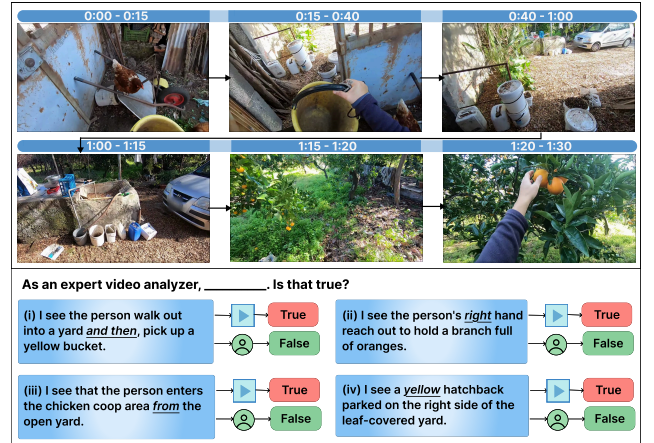 0:00 - 0:15 0:15 - 0:40 0:40 - 1:00
1:00 - 1:15 1:15 - 1:20 1:20 - 1:30
As an expert video analyzer, _________. Is that true?
(i) I see the person walk out
into a yard and then, pick up a
yellow bucket.
True
False
(ii) I see the person's right hand
reach out to hold a branch full
of oranges.
True
False
(iii) I see that the person enters
the chicken coop area from the
open yard.
True
False
(iv) I see a yellow hatchback
parked on the right side of the
leaf-covered yard.
True
False